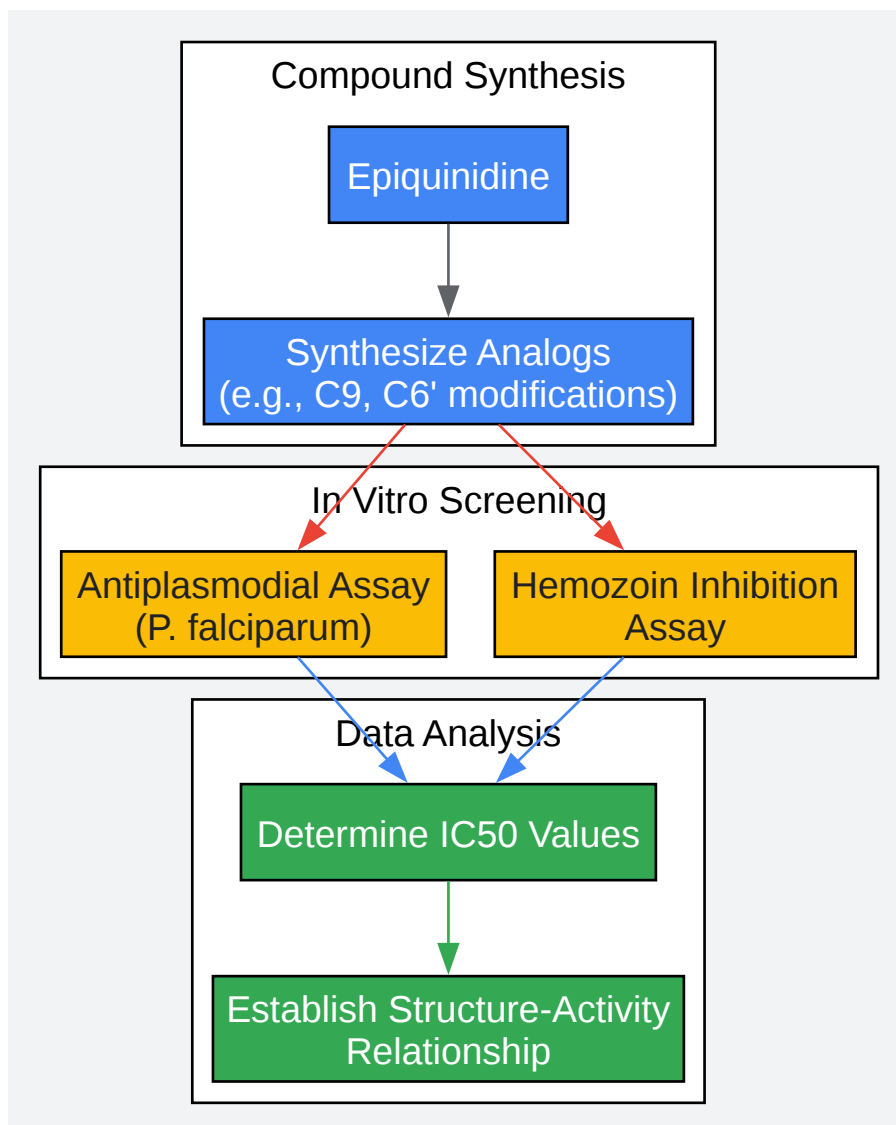 Compound Synthesis
Epiquinidine
Synthesize Analogs
(e.g., C9, C6' modifications)
In Vitro Screening
Antiplasmodial Assay
(P. falciparum)
Hemozoin Inhibition
Assay
Data Analysis
Determine IC50 Values
Establish Structure-Activity
Relationship